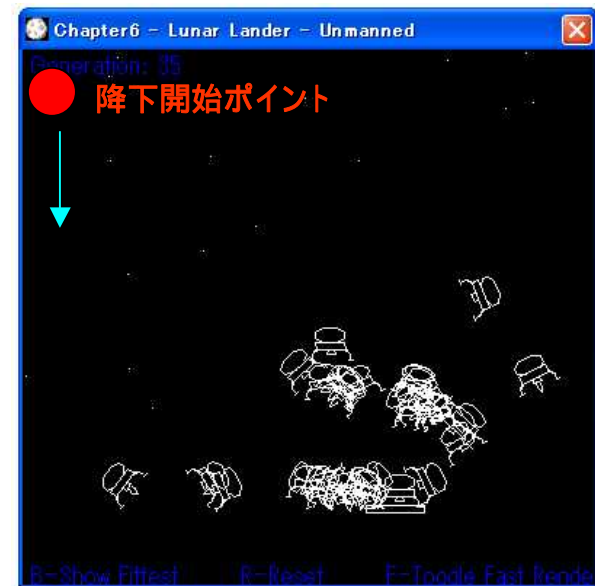 Chapter6 - Lunar Lander - Unmanned
Generation: 35
降下開始ポイント
B-Show Fittest R-Reset F-Toggle Fast Rende